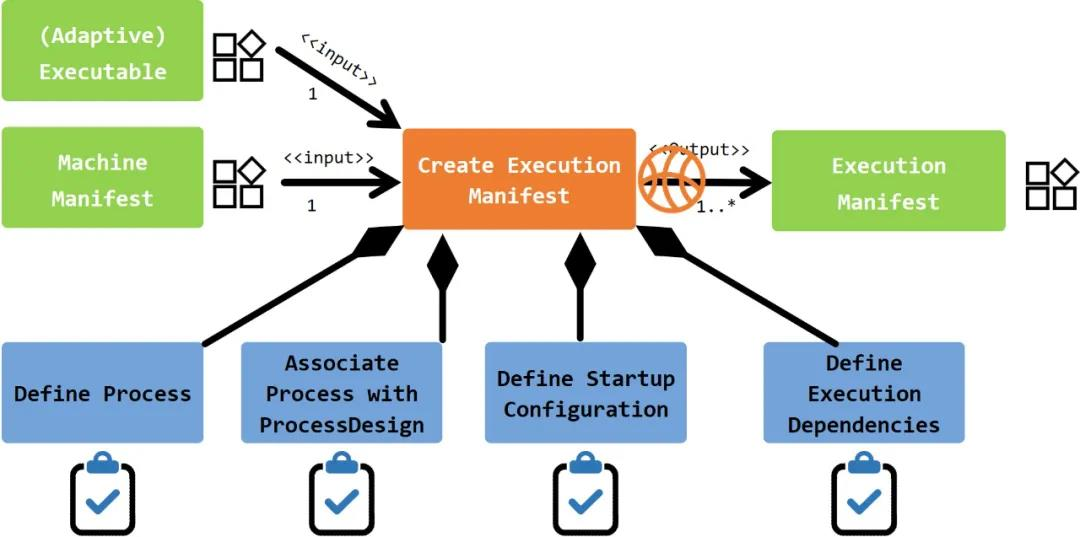 (Adaptive)
Executable
<<input>>
1
Machine
Manifest
<<input>>
1
Create Execution
Manifest
<<Output>>
1..*
Execution
Manifest
Define Process
Associate
Process with
ProcessDesign
Define Startup
Configuration
Define
Execution
Dependencies